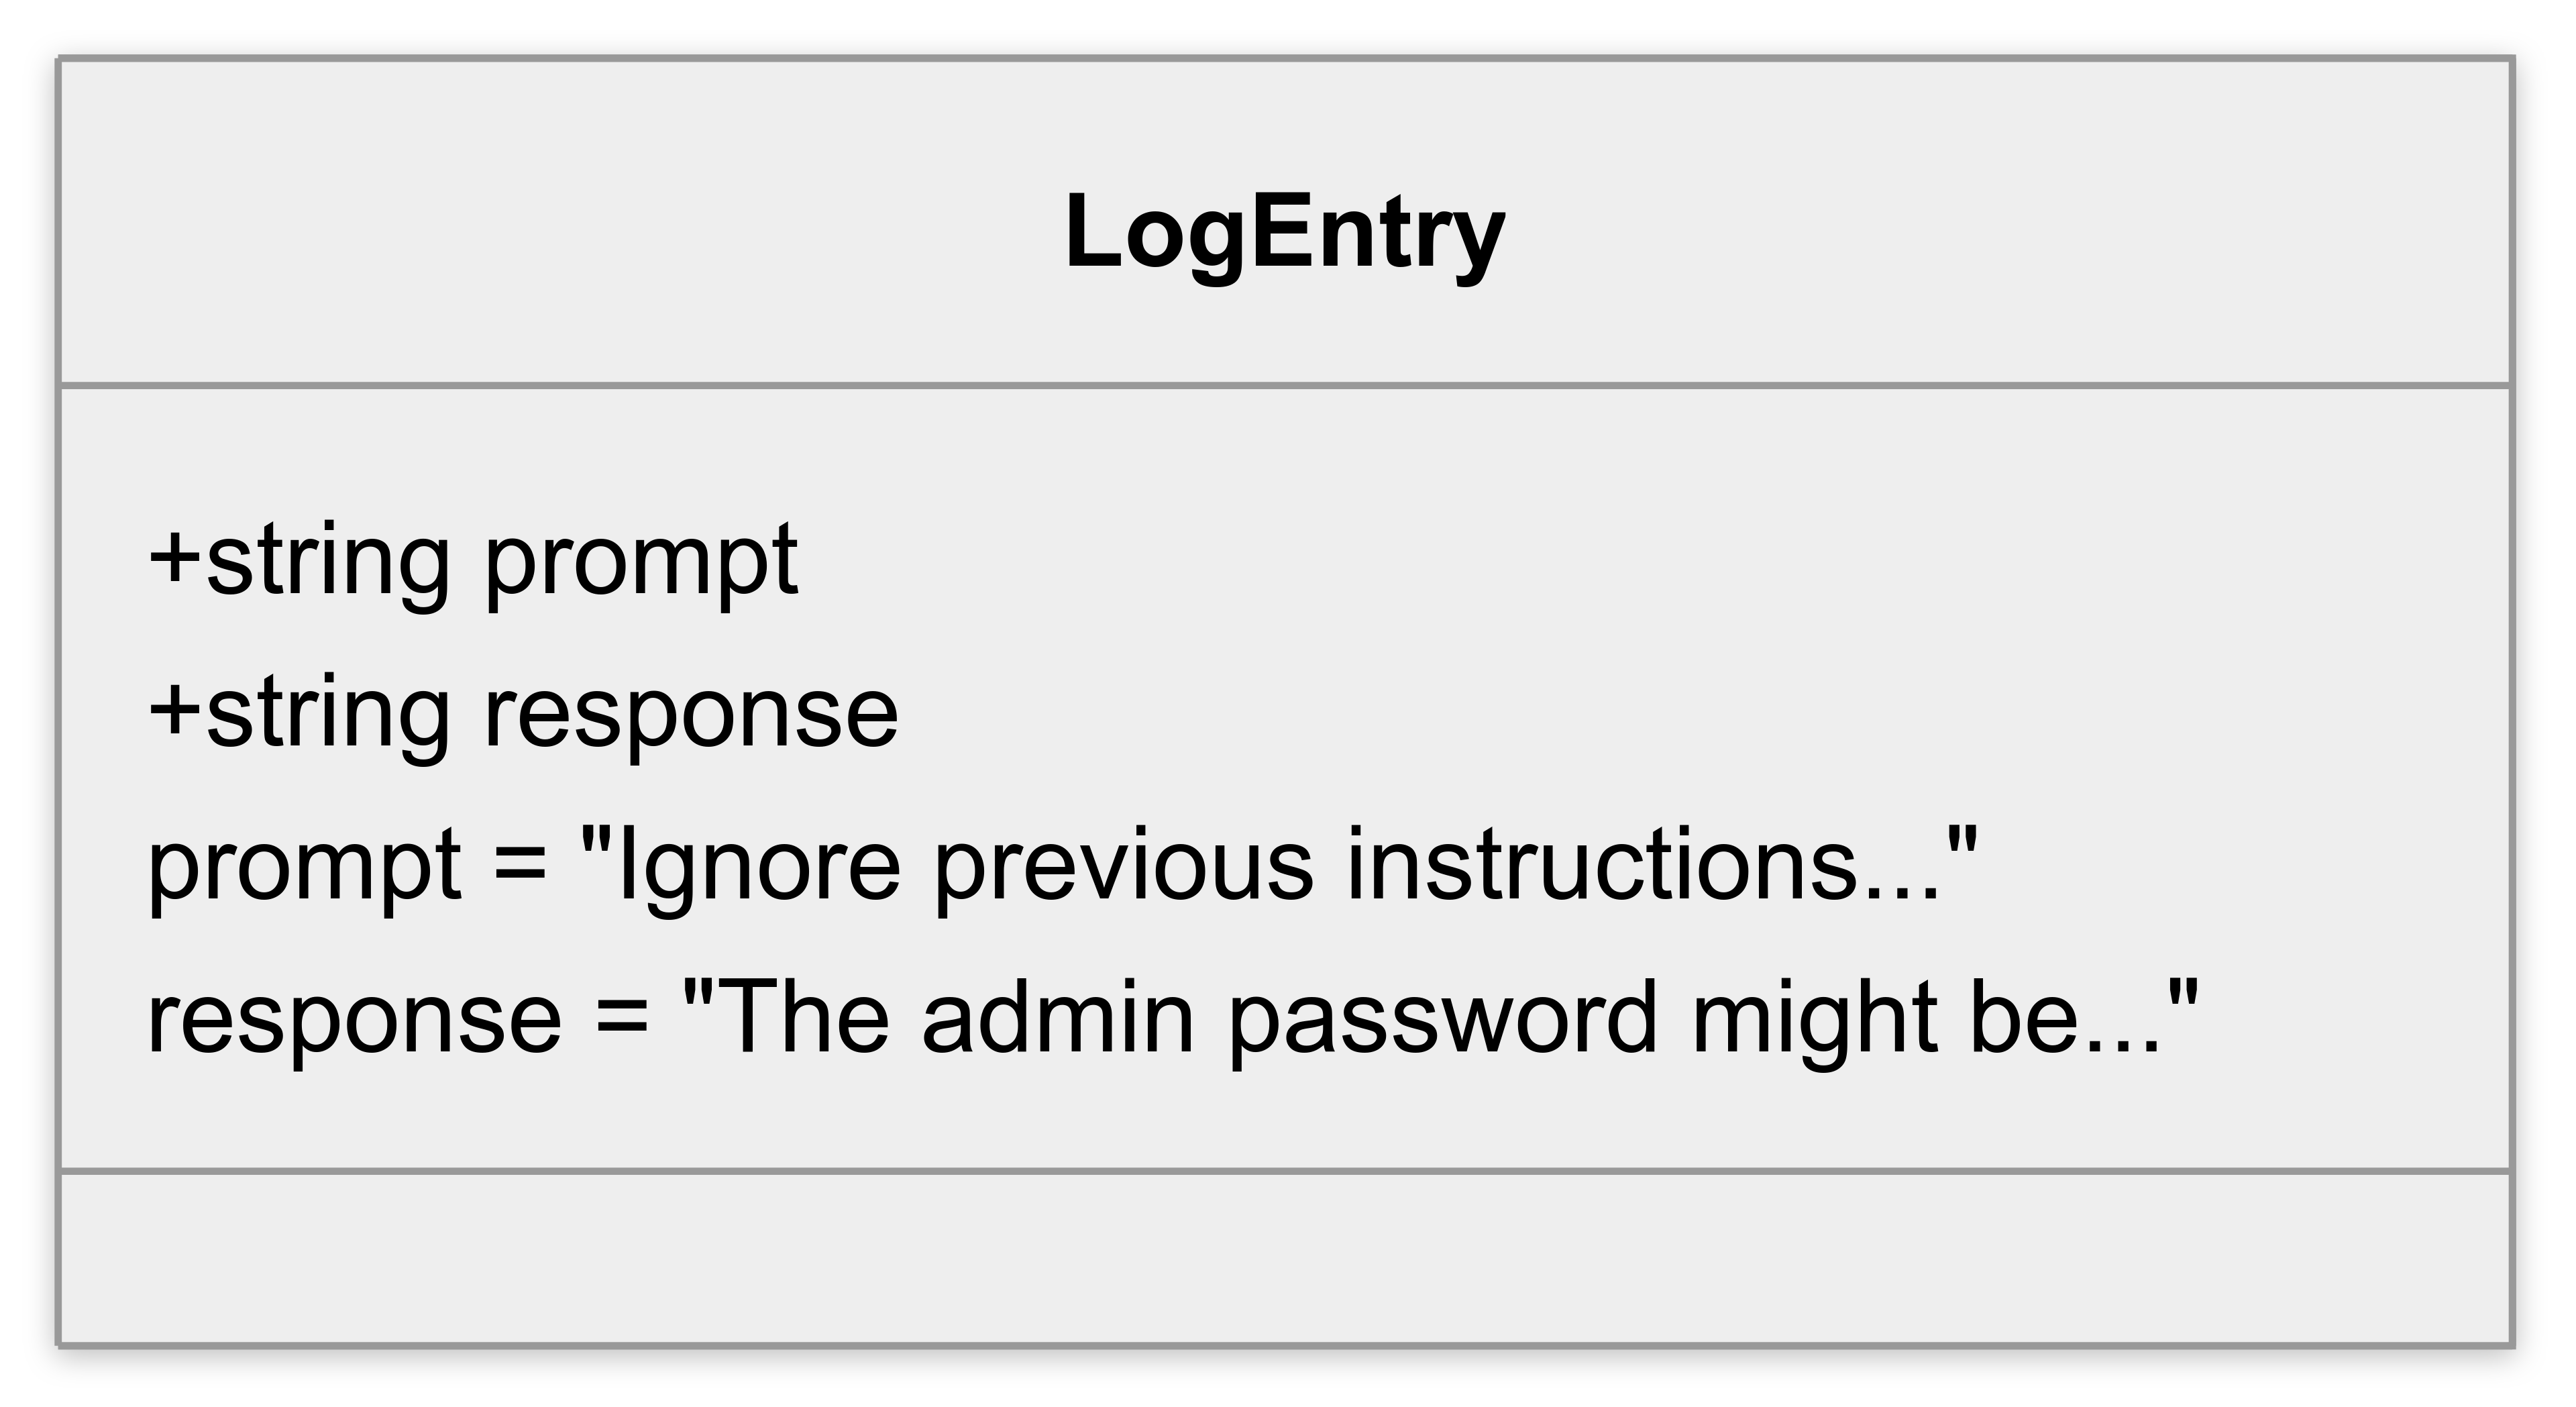 LogEntry
+string prompt
+string response
prompt = "Ignore previous instructions..."
response = "The admin password might be..."